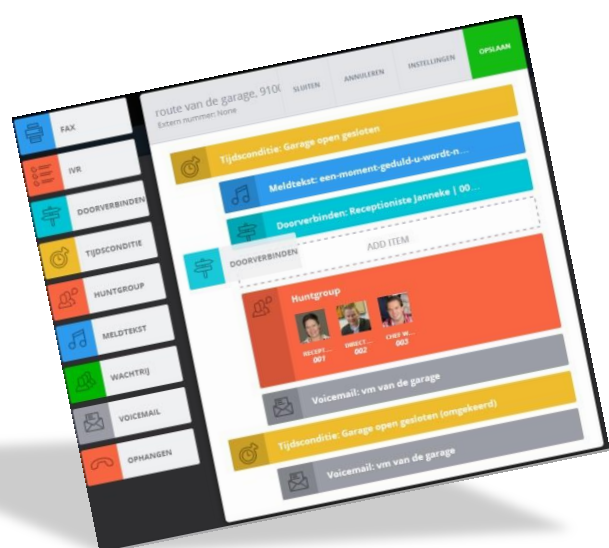 FAX
IVR
DOORVERBINDEN
TIJDSCONDITIE
HUNTGROUP
MELDTEKST
WACHTRIJ
VOICEMAIL
OPHANGEN
route van de garage, 910(
Extern nummer: None
SLUITEN
ANNULEREN
INSTELLINGEN
OPSLAAN
Tijdsconditie: Garage open gesloten
Meldtekst: een-moment-geduld-u-wordt-n...
Doorverbinden: Receptioniste Janneke | 00...
DOORVERBINDEN
ADD ITEM
Huntgroup
RECEPT... DIRECT... CHEF W...
001 002 003
Voicemail: vm van de garage
Tijdsconditie: Garage open gesloten (omgekeerd)
Voicemail: vm van de garage